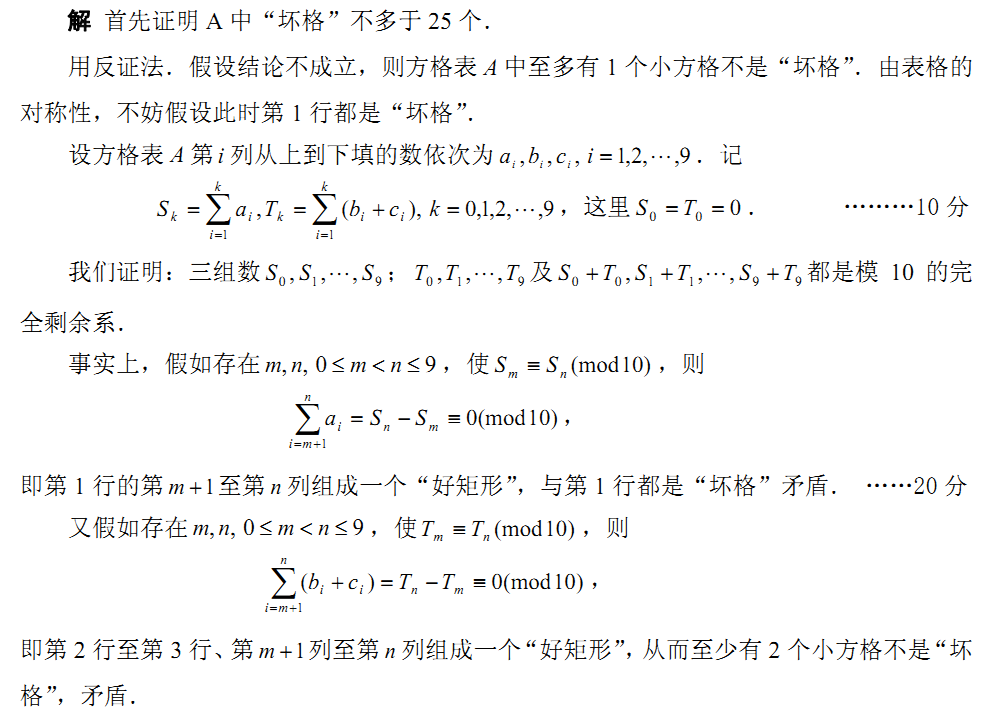 解 首先证明 A 中“坏格”不多于 25 个.
用反证法. 假设结论不成立, 则方格表 A 中至多有 1 个小方格不是“坏格”. 由表格的
对称性, 不妨假设此时第 1 行都是“坏格”.
设方格表 A 第 i 列从上到下填的数依次为 a_i, b_i, c_i, i = 1,2,⋯,9. 记
S_k = \sum_{i=1}^{k} a_i, T_k = \sum_{i=1}^{k} (b_i + c_i), k = 0,1,2,⋯,9, 这里 S_0 = T_0 = 0. ………10 分
我们证明: 三组数 S_0, S_1,⋯, S_9; T_0, T_1,⋯, T_9 及 S_0 + T_0, S_1 + T_1,⋯, S_9 + T_9 都是模 10 的完
全剩余系.
事实上, 假如存在 m, n, 0 ≤ m < n ≤ 9, 使 S_m ≡ S_n (mod 10), 则
\sum_{i=m+1}^{n} a_i = S_n − S_m ≡ 0(mod 10),
即第 1 行的第 m+1 至第 n 列组成一个“好矩形”, 与第 1 行都是“坏格”矛盾. ……20 分
又假如存在 m, n, 0 ≤ m < n ≤ 9, 使 T_m ≡ T_n (mod 10), 则
\sum_{i=m+1}^{n} (b_i + c_i) = T_n − T_m ≡ 0(mod 10),
即第 2 行至第 3 行、第 m+1 列至第 n 列组成一个“好矩形”, 从而至少有 2 个小方格不是“坏
格”, 矛盾.